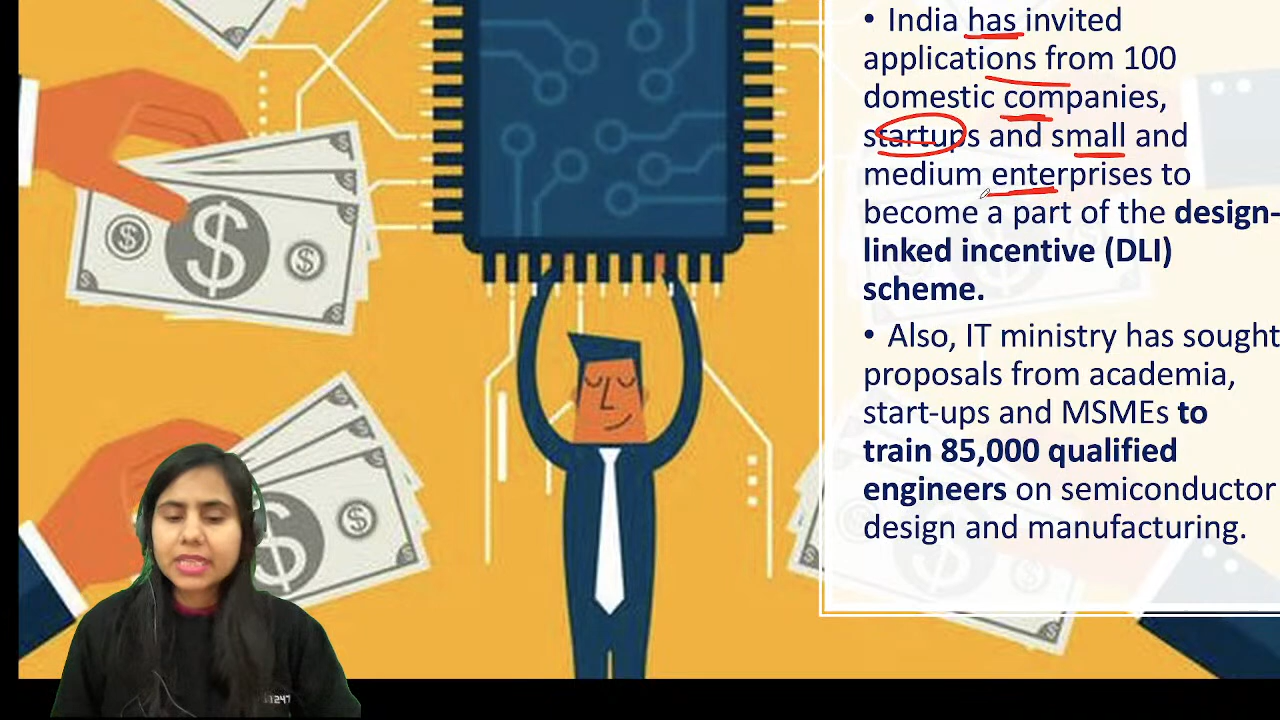 • India has invited
applications from 100
domestic companies,
startups and small and
medium enterprises to
become a part of the design-
linked incentive (DLI)
scheme.
• Also, IT ministry has sought
proposals from academia,
start-ups and MSMEs to
train 85,000 qualified
engineers on semiconductor
design and manufacturing.
1247